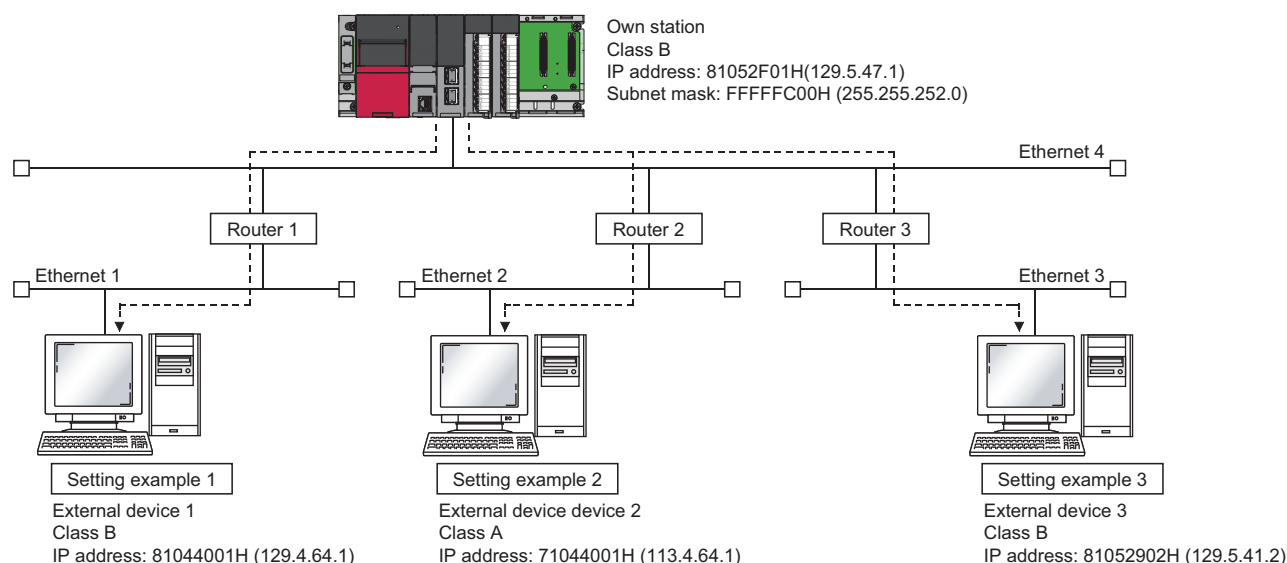 Own station
Class B
IP address: 81052F01H(129.5.47.1)
Subnet mask: FFFFFC00H (255.255.252.0)
Ethernet 4
Router 1
Router 2
Router 3
Ethernet 1
Ethernet 2
Ethernet 3
Setting example 1
External device 1
Class B
IP address: 81044001H (129.4.64.1)
Setting example 2
External device device 2
Class A
IP address: 71044001H (113.4.64.1)
Setting example 3
External device 3
Class B
IP address: 81052902H (129.5.41.2)